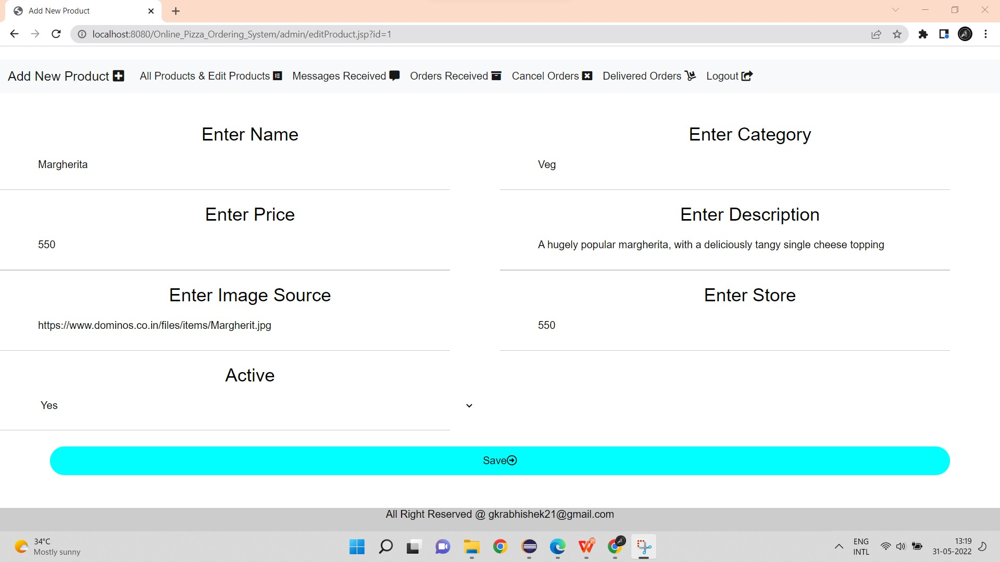 Add New Product
localhost:8080/Online_Pizza_Ordering_System/admin/editProduct.jsp?id=1
Add New Product All Products & Edit Products Messages Received Orders Received Cancel Orders Delivered Orders Logout
Enter Name
Enter Category
Margherita
Veg
Enter Price
Enter Description
550
A hugely popular margherita, with a deliciously tangy single cheese topping
Enter Image Source
Enter Store
https://www.dominos.co.in/files/items/Margherit.jpg
550
Active
Yes
Save
All Right Reserved @ gkrabhishek21@gmail.com
34°C
Mostly sunny
ENG
INTL
13:19
31-05-2022